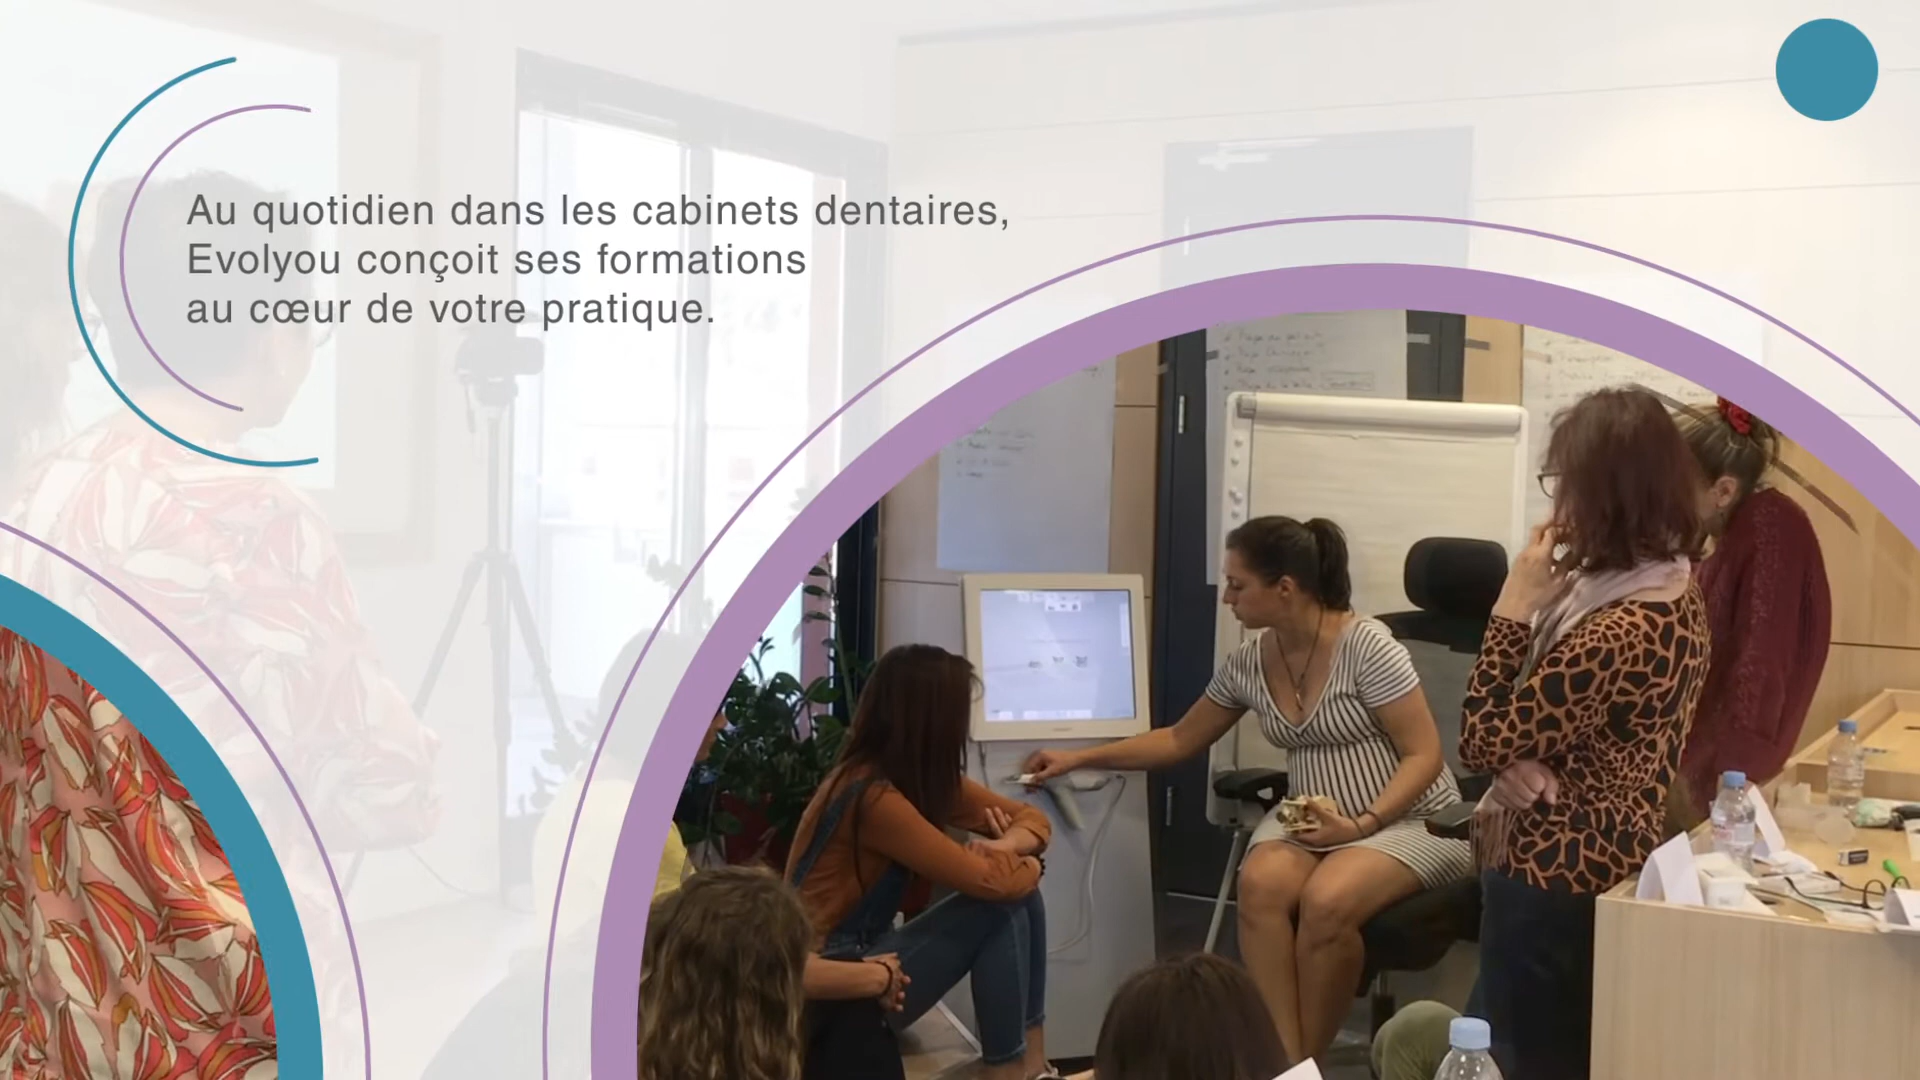 Au quotidien dans les cabinets dentaires,
Evolyou conçoit ses formations
au cœur de votre pratique.